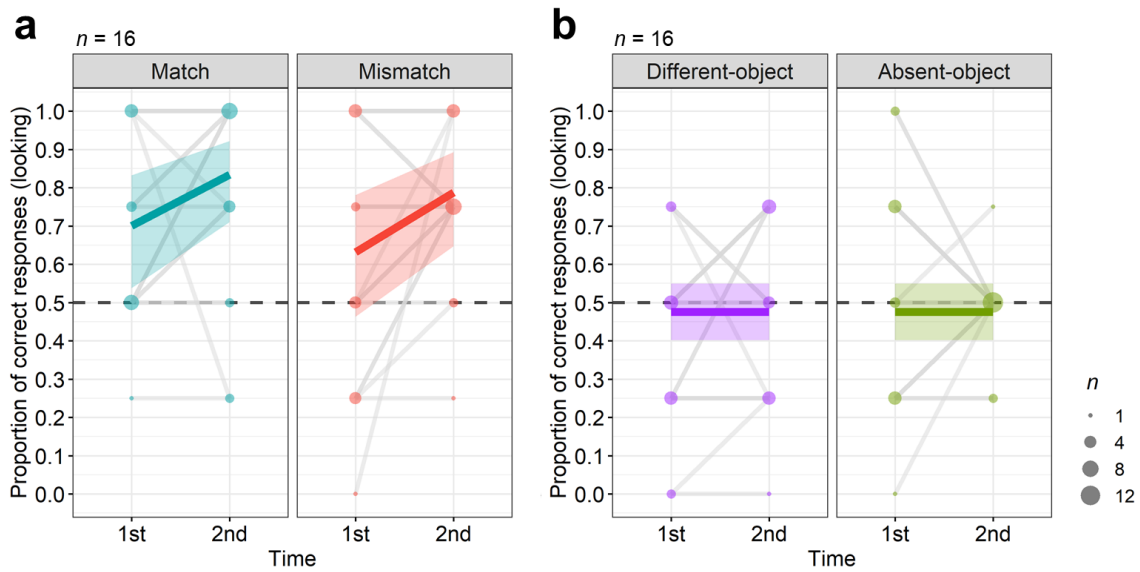 a
n = 16
Match
Mismatch
Proportion of correct responses (looking)
1.0
0.9
0.8
0.7
0.6
0.5
0.4
0.3
0.2
0.1
0.0
1st
2nd
1st
2nd
Time
b
n = 16
Different-object
Absent-object
Proportion of correct responses (looking)
1.0
0.9
0.8
0.7
0.6
0.5
0.4
0.3
0.2
0.1
0.0
1st
2nd
1st
2nd
Time
n
1
4
8
12